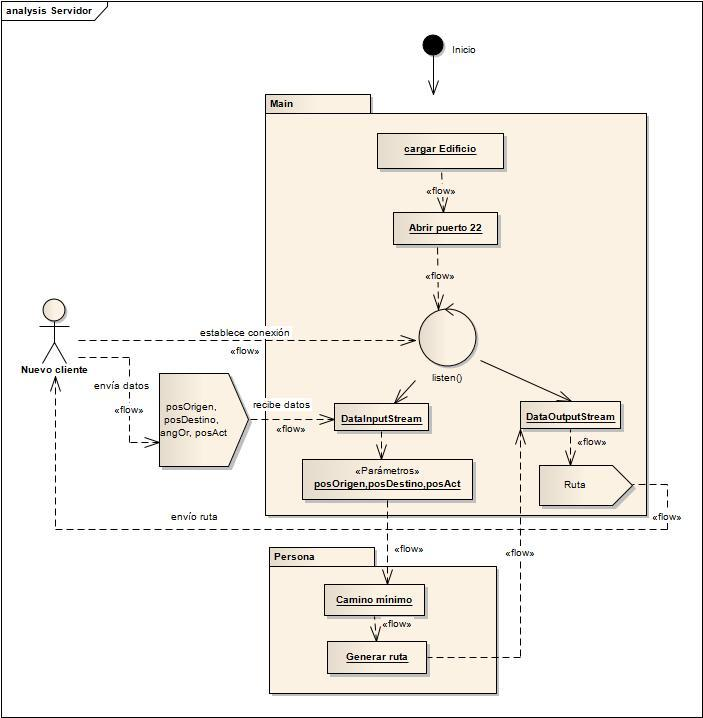 analysis Servidor
Inicio
Main
cargar Edificio
«flow»
Abrir puerto 22
«flow»
establece conexión
«flow»
listen()
Nuevo cliente
envía datos
«flow»
posOrigen,
posDestino,
angOr, posAct
recibe datos
«flow»
DataInputStream
DataOutputStream
«flow»
«Parámetros»
posOrigen,posDestino,posAct
Ruta
envío ruta
«flow»
«flow»
«flow»
Persona
Camino mínimo
«flow»
Generar ruta